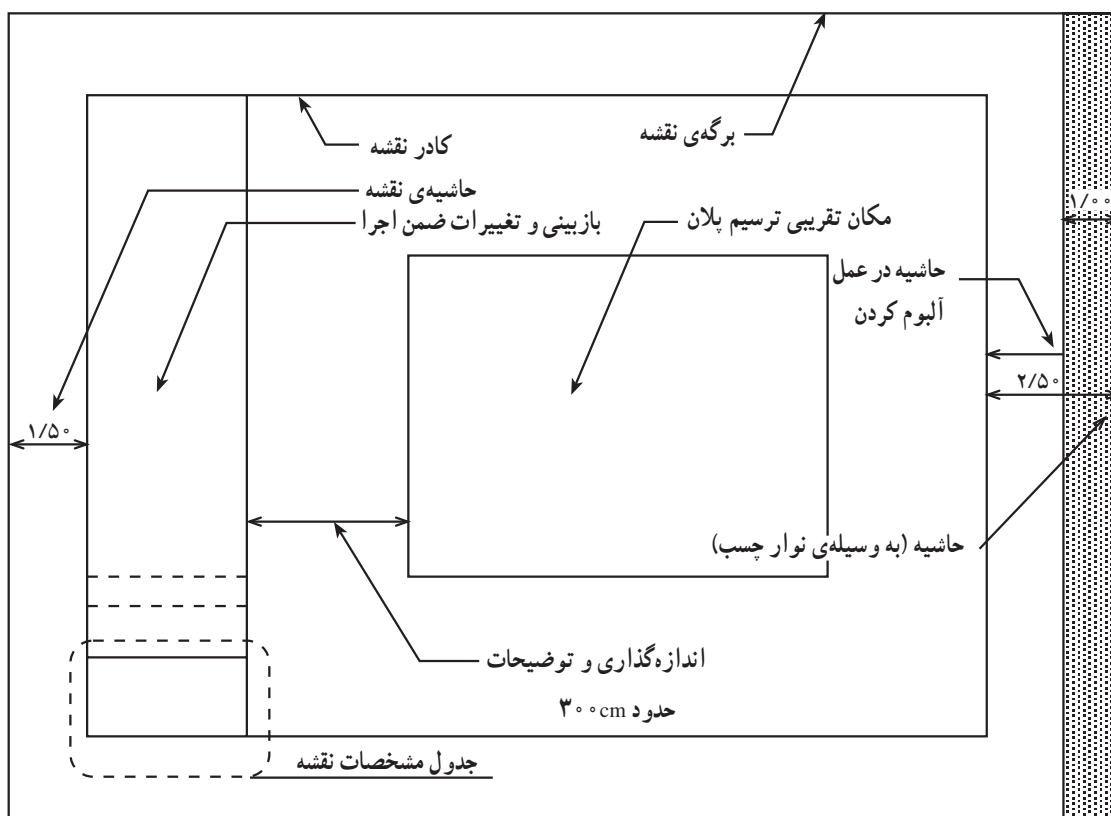 برگه‌ی نقشه
کادر نقشه
حاشیه‌ی نقشه
بازبینی و تغییرات ضمن اجرا
مکان تقریبی ترسیم پلان
۱/۰۰
حاشیه در عمل
آلبوم کردن
۲/۵۰
۱/۵۰
حاشیه (به وسیله‌ی نوار چسب)
اندازه‌گذاری و توضیحات
حدود ۳۰۰cm
جدول مشخصات نقشه